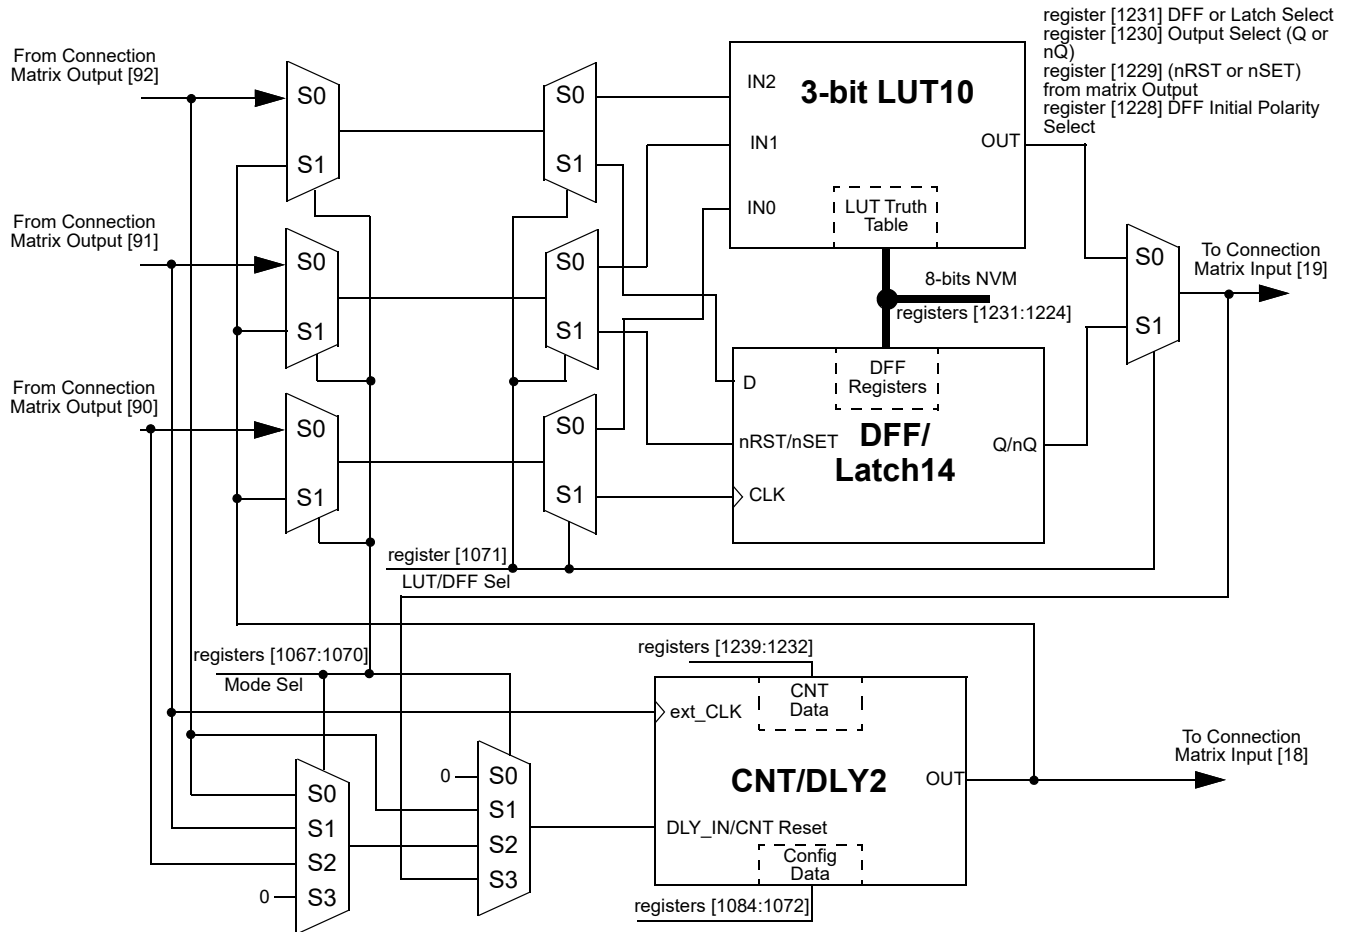 register [1231] DFF or Latch Select
register [1230] Output Select (Q or
nQ)
register [1229] (nRST or nSET)
from matrix Output
register [1228] DFF Initial Polarity
Select
From Connection
Matrix Output [92]
S0
S1
S0
S1
IN2
IN1
IN0
3-bit LUT10
OUT
LUT Truth
Table
From Connection
Matrix Output [91]
S0
S1
S0
S1
8-bits NVM
registers [1231:1224]
S0
S1
To Connection
Matrix Input [19]
From Connection
Matrix Output [90]
S0
S1
S0
S1
D
nRST/nSET
CLK
DFF
Registers
DFF/
Latch14
Q/nQ
register [1071]
LUT/DFF Sel
registers [1067:1070]
Mode Sel
registers [1239:1232]
CNT
Data
ext_CLK
CNT/DLY2
OUT
To Connection
Matrix Input [18]
DLY_IN/CNT Reset
Config
Data
registers [1084:1072]
S0
S1
S2
0
S3
0
S0
S1
S2
S3